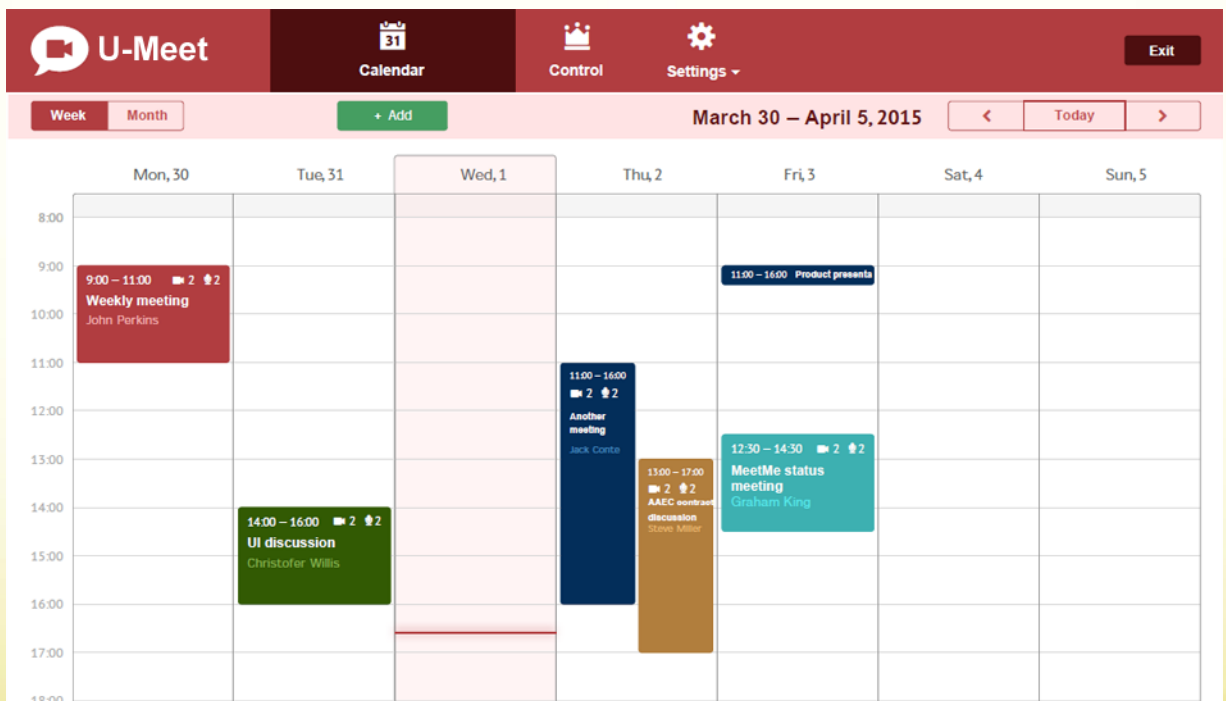 U-Meet
31
Calendar
Control
Settings
Exit
Week
Month
+ Add
March 30 – April 5, 2015
Today
Mon, 30
Tue, 31
Wed, 1
Thu, 2
Fri, 3
Sat, 4
Sun, 5
8:00
9:00
10:00
11:00
12:00
13:00
14:00
15:00
16:00
17:00
18:00
9:00 – 11:00 2 2
Weekly meeting
John Perkins
14:00 – 16:00 2 2
UI discussion
Christofer Willis
11:00 – 16:00
2 2
Another
meeting
Jack Conte
13:00 – 17:00
2 2
AAEC contract
discussion
Steve Miller
11:00 – 16:00 Product presenta
12:30 – 14:30 2 2
MeetMe status
meeting
Graham King